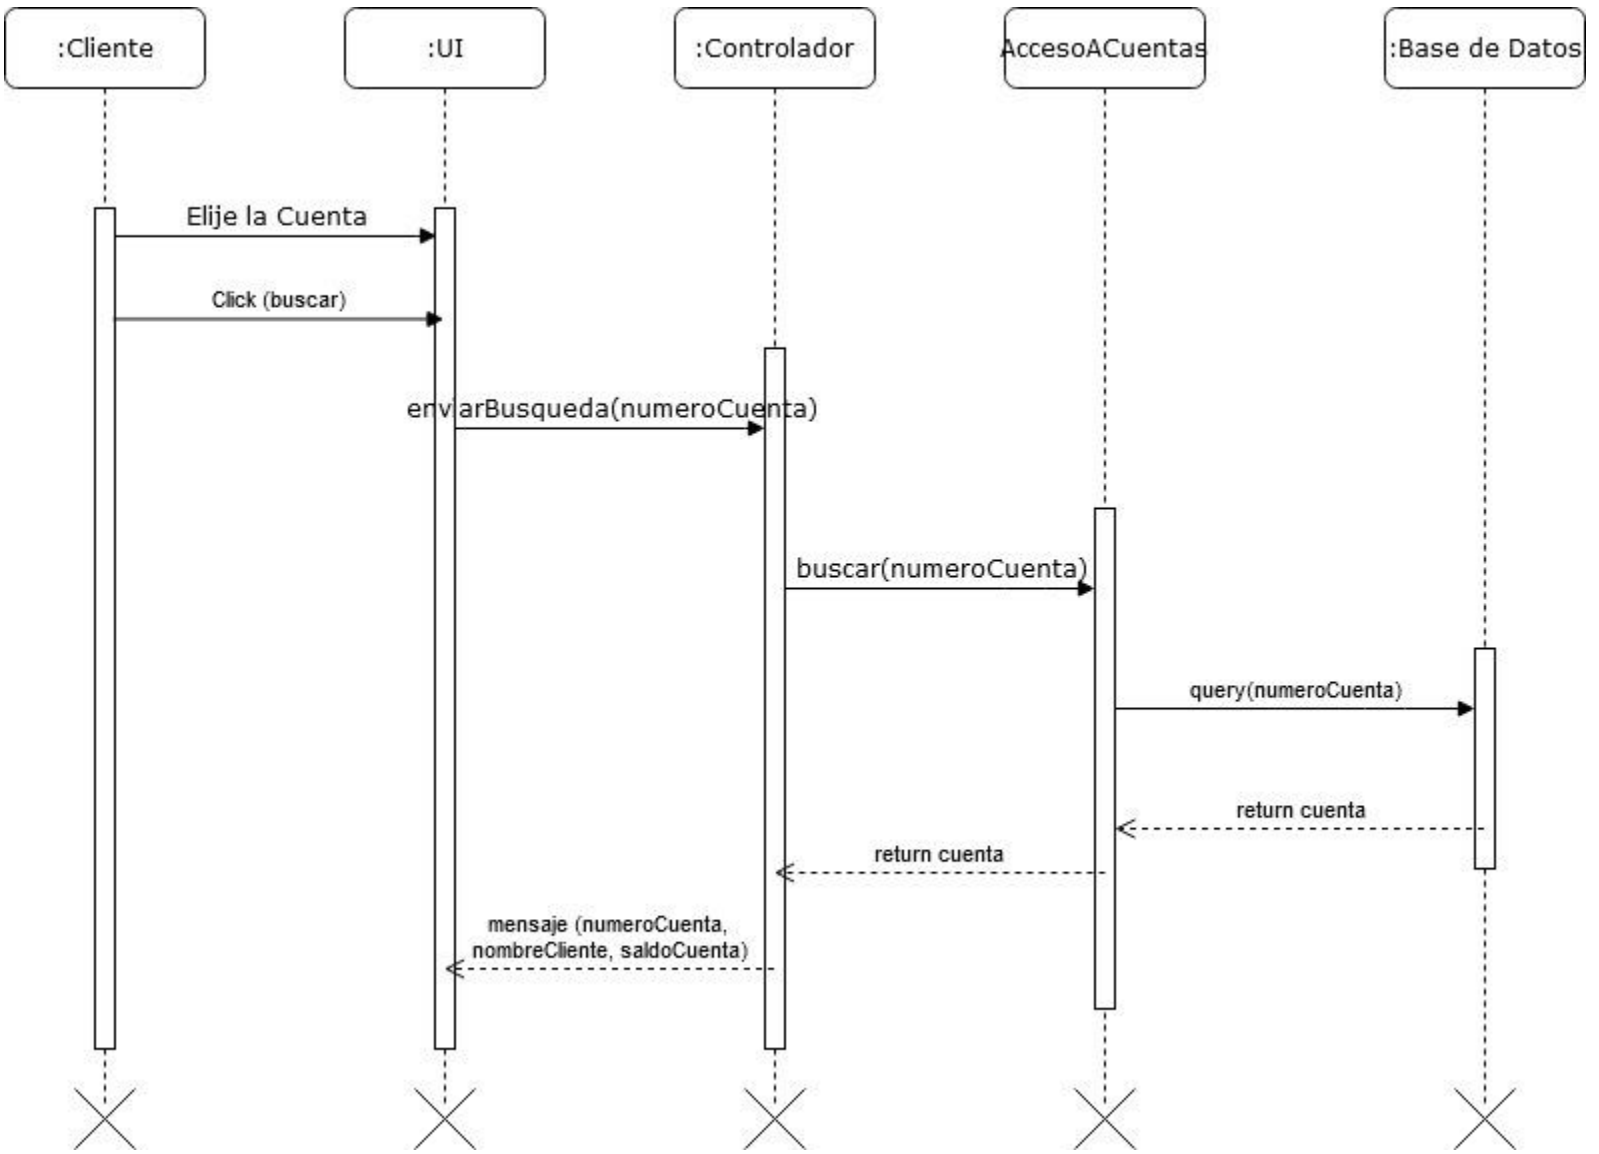 :Cliente
:UI
:Controlador
AccesoACuentas
:Base de Datos
Elije la Cuenta
Click (buscar)
enviarBusqueda(numeroCuenta)
buscar(numeroCuenta)
query(numeroCuenta)
return cuenta
return cuenta
mensaje (numeroCuenta,
nombreCliente, saldoCuenta)